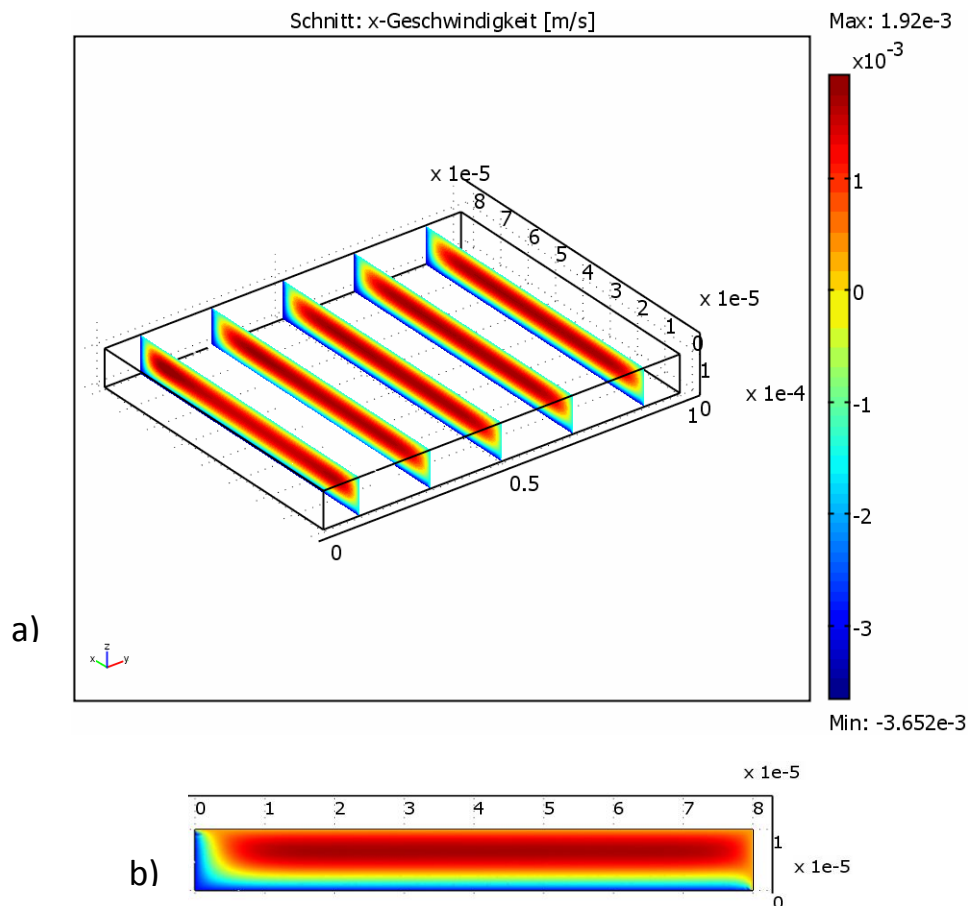 Schnitt: x-Geschwindigkeit [m/s]
Max: 1.92e-3
x10-3
x 1e-5
8
7
6
5
4
3
2
1
0
x 1e-5
1
0
x 1e-4
1
0.5
0
1
0
-1
-2
-3
a)
z
x
y
Min: -3.652e-3
x 1e-5
0 1 2 3 4 5 6 7 8
1
x 1e-5
0
b)